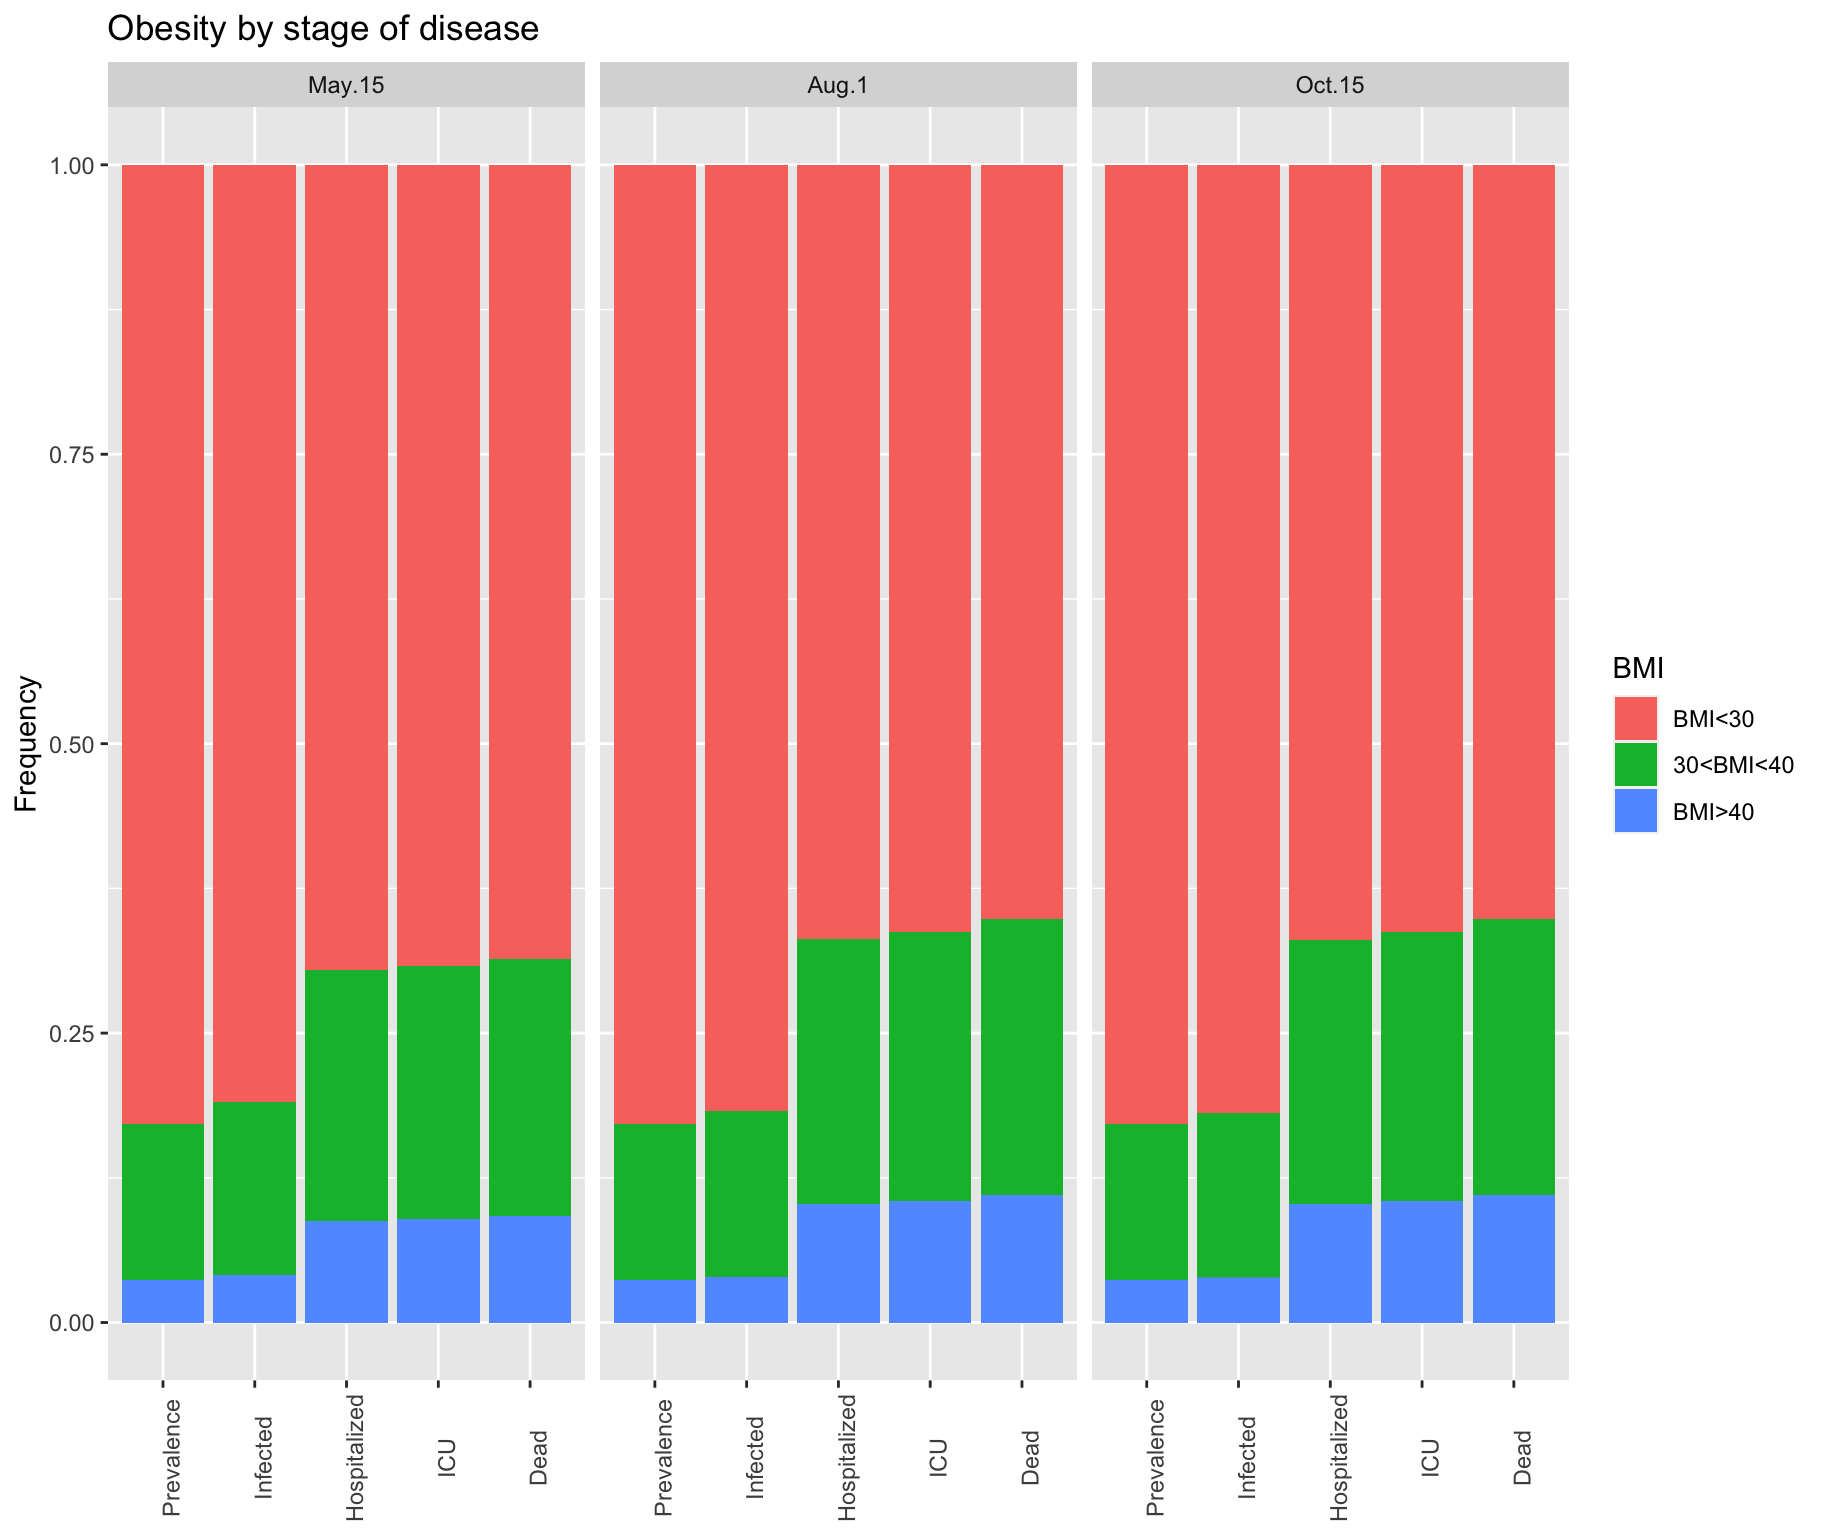 Obesity by stage of disease
May.15
Aug.1
Oct.15
1.00
0.75
0.50
0.25
0.00
Frequency
Prevalence
Infected
Hospitalized
ICU
Dead
Prevalence
Infected
Hospitalized
ICU
Dead
Prevalence
Infected
Hospitalized
ICU
Dead
BMI
BMI<30
30<BMI<40
BMI>40